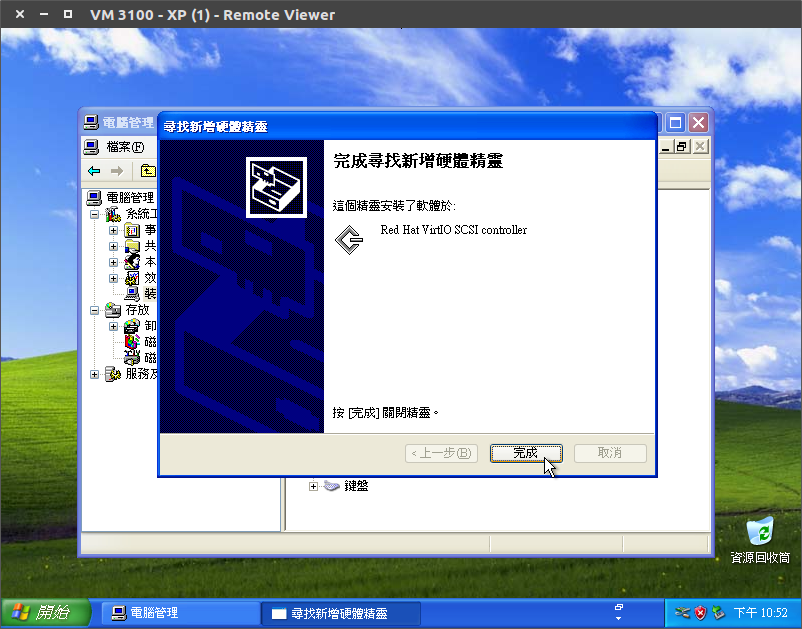 VM 3100 - XP (1) - Remote Viewer
電腦管理
尋找新增硬體精靈
檔案(F)
完成尋找新增硬體精靈
這個精靈安裝了軟體於:
Red Hat VirtIO SCSI controller
電腦管理
系統工
事
共
本
效
裝
存放
卸
磁
磁
服務及
按 [完成] 關閉精靈。
< 上一步(B)
完成
取消
鍵盤
資源回收筒
開始
電腦管理
尋找新增硬體精靈
下午 10:52